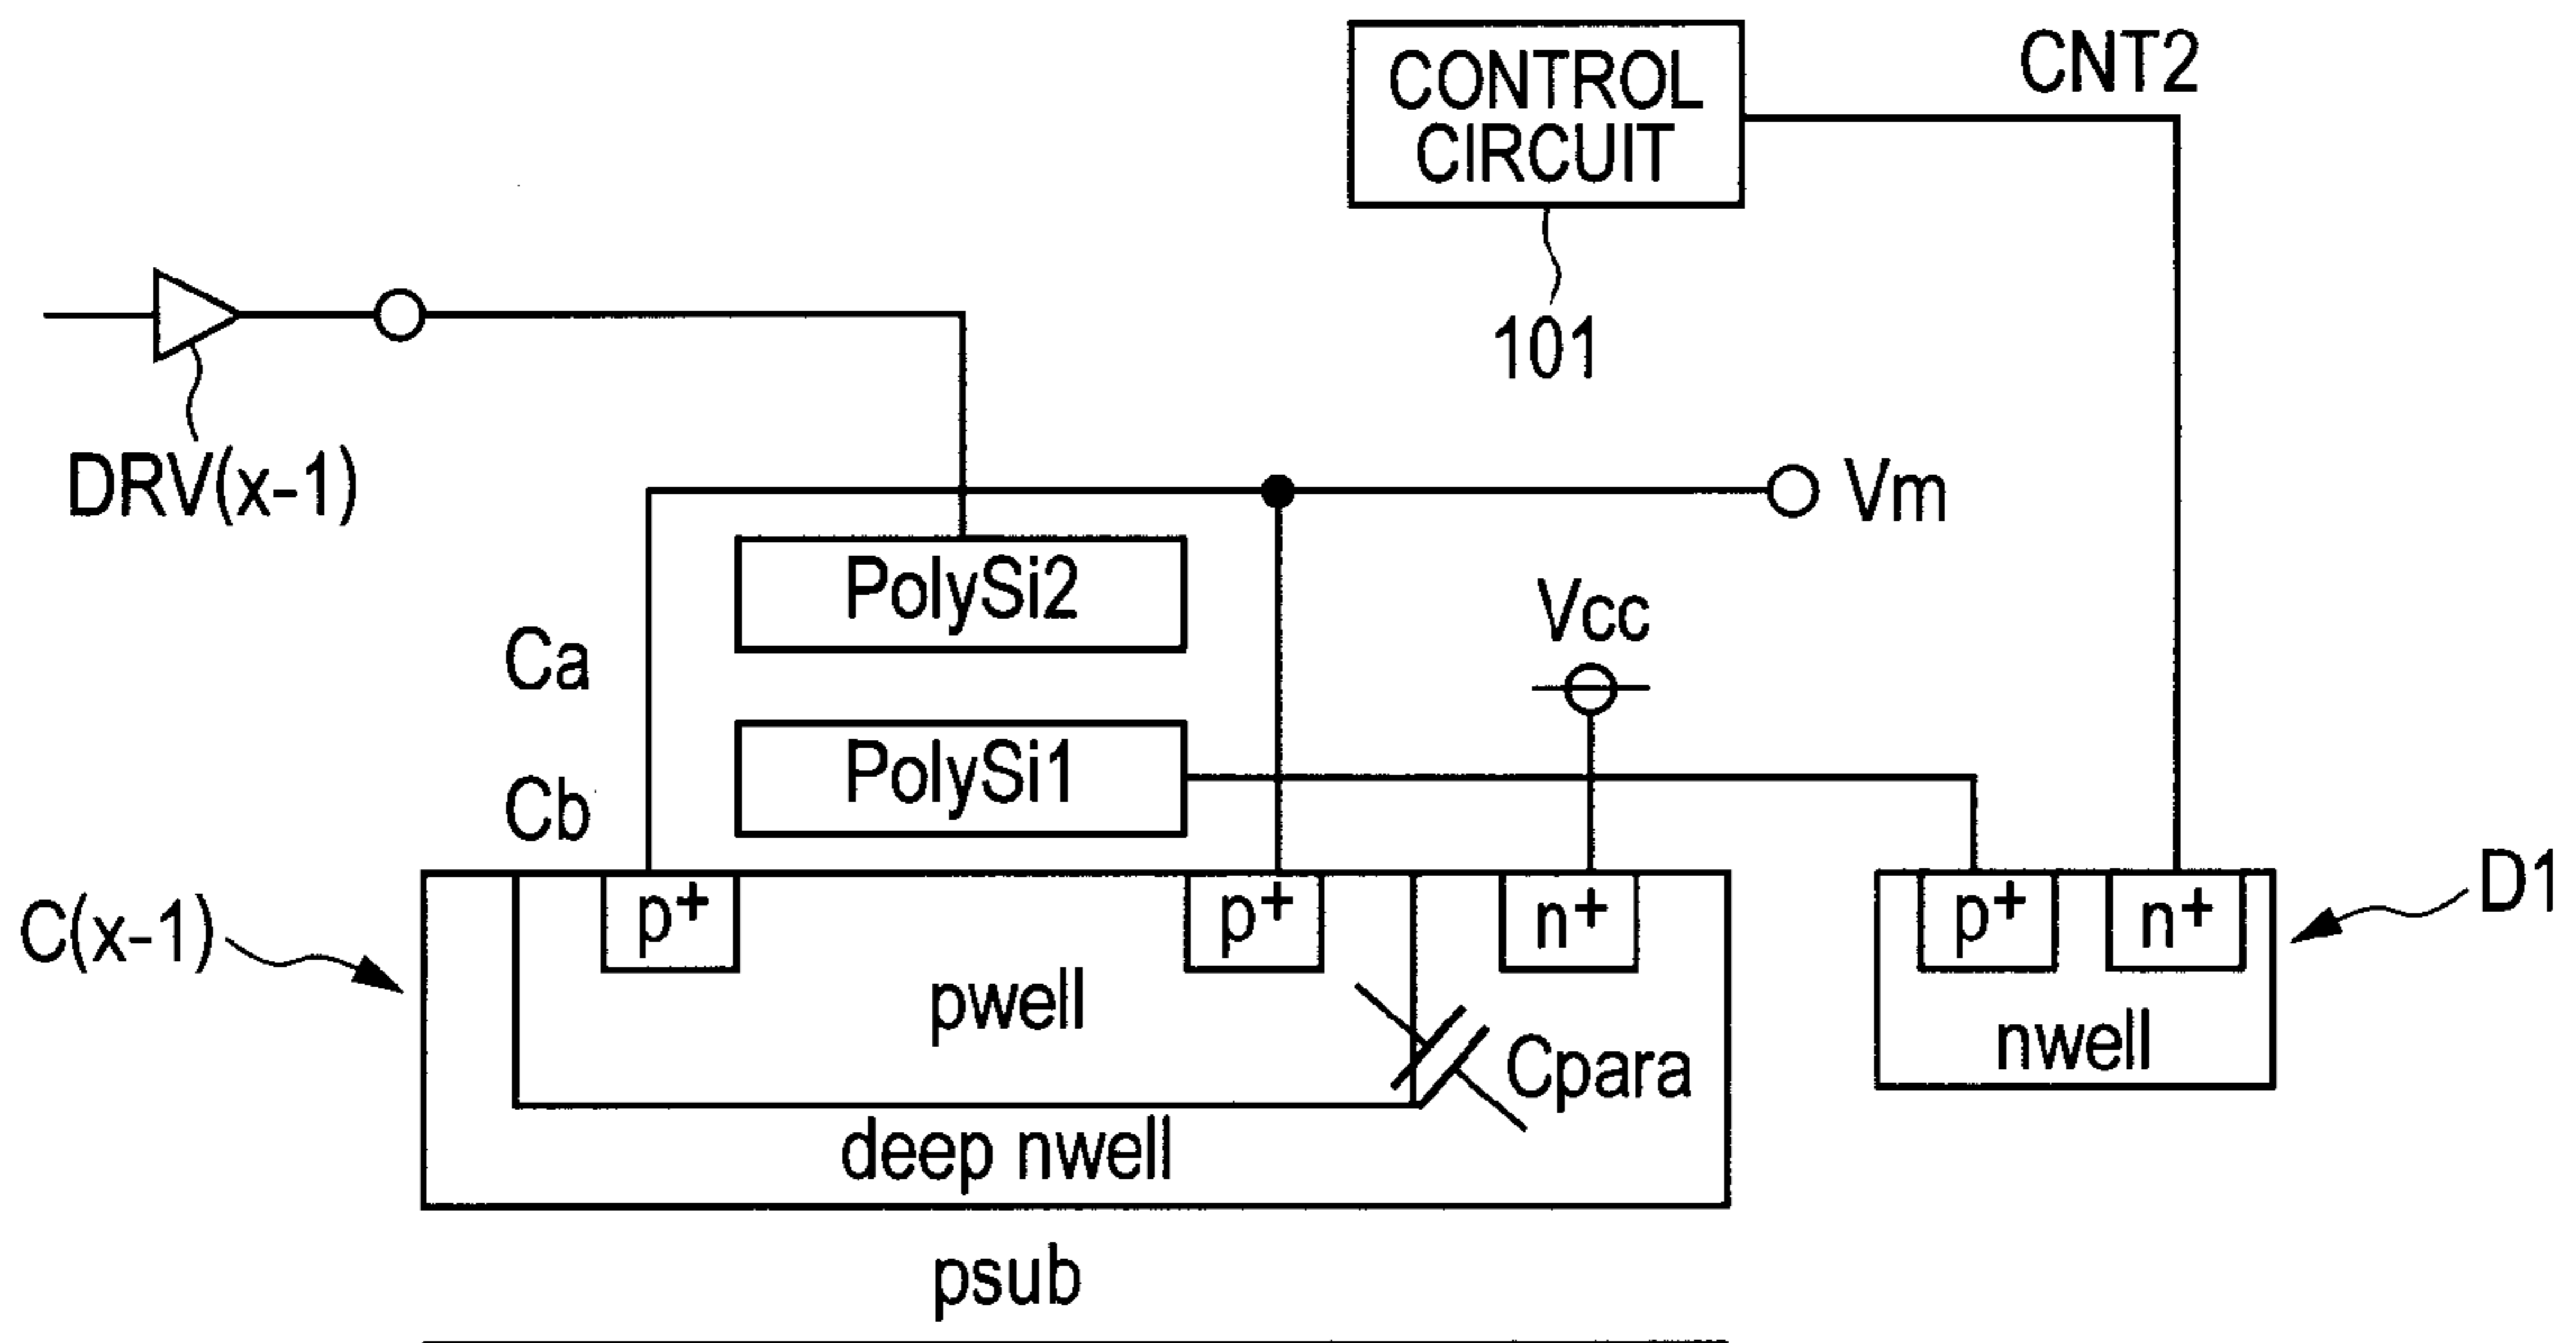 CONTROL
CIRCUIT
CNT2
101
DRV(x-1)
Vm
PolySi2
Vcc
Ca
PolySi1
Cb
C(x-1)
p+
p+
n+
p+
n+
D1
pwell
Cpara
nwell
deep nwell
psub